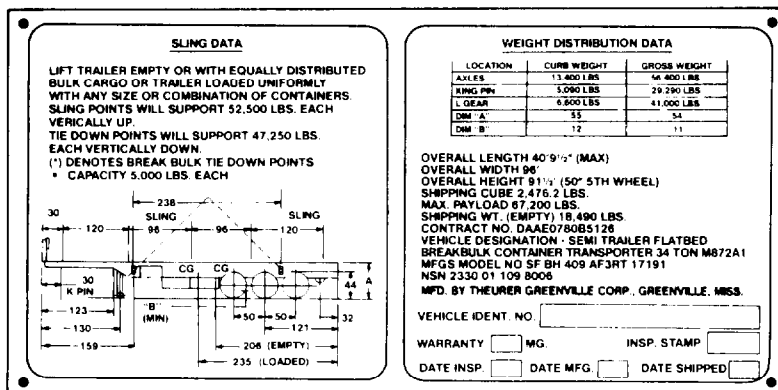 SLING DATA
LIFT TRAILER EMPTY OR WITH EQUALLY DISTRIBUTED
BULK CARGO OR TRAILER LOADED UNIFORMLY
WITH ANY SIZE OR COMBINATION OF CONTAINERS.
SLING POINTS WILL SUPPORT 52,500 LBS. EACH
VERICALLY UP.
TIE DOWN POINTS WILL SUPPORT 47,250 LBS.
EACH VERTICALLY DOWN.
(*) DENOTES BREAK BULK TIE DOWN POINTS
* CAPACITY 5,000 LBS. EACH
238
30 SLING SLING
120 96 96 120
CG CG
30
K PIN
44 A
"B"
(MIN)
123
50 50 32
130 121
159 206 (EMPTY)
235 (LOADED)
WEIGHT DISTRIBUTION DATA
LOCATION CURB WEIGHT GROSS WEIGHT
AXLES 13,400 LBS 56,400 LBS
KING PIN 5,090 LBS 29,290 LBS
L GEAR 6,600 LBS 41,000 LBS
DIM "A" 55 54
DIM "B" 12 11
OVERALL LENGTH 40'9½" (MAX)
OVERALL WIDTH 96'
OVERALL HEIGHT 91½' (50" 5TH WHEEL)
SHIPPING CUBE 2,476.2 LBS.
MAX. PAYLOAD 67,200 LBS.
SHIPPING WT. (EMPTY) 18,490 LBS.
CONTRACT NO. DAAE0780B5126
VEHICLE DESIGNATION - SEMI TRAILER FLATBED
BREAKBULK CONTAINER TRANSPORTER 34 TON M872A1
MFGS MODEL NO SF BH 409 AF3RT 17191
NSN 2330 01 109 8006
MFD. BY THEURER GREENVILLE CORP., GREENVILLE, MISS.
VEHICLE IDENT. NO.
WARRANTY MG. INSP. STAMP
DATE INSP. DATE MFG. DATE SHIPPED